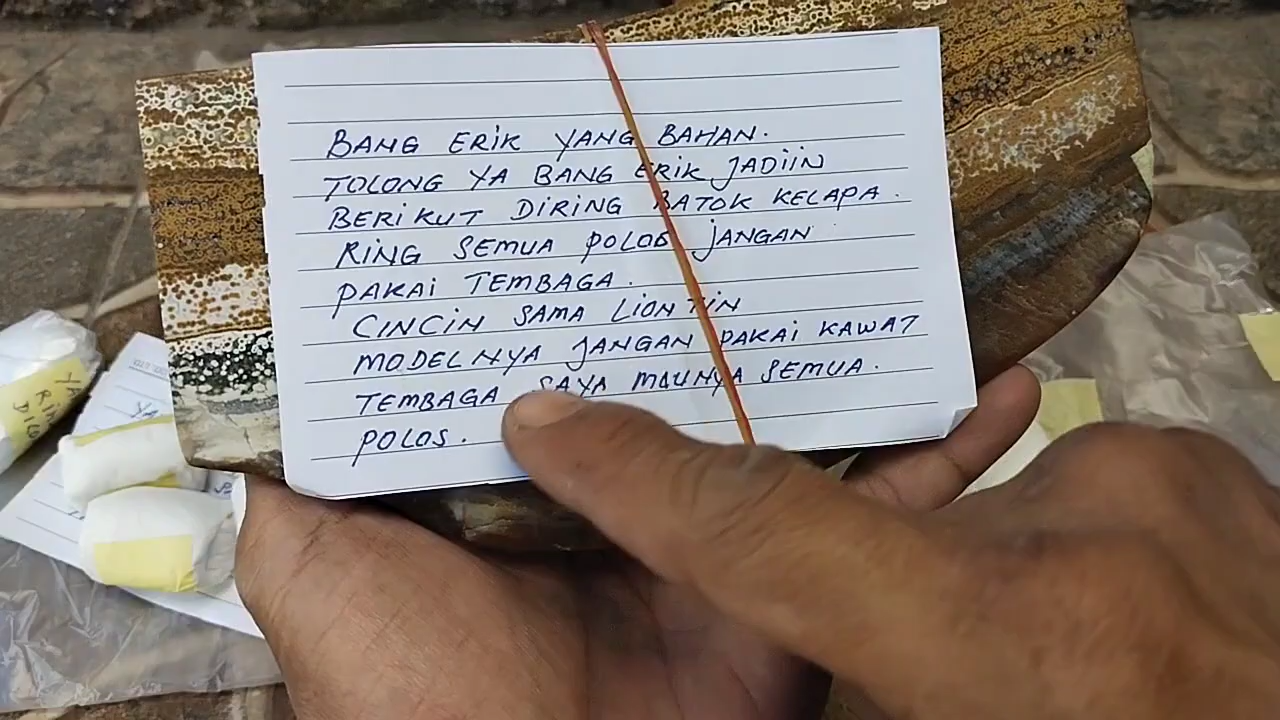 BANG ERIK YANG BAHAN.
TOLONG YA BANG ERIK JADIIN
BERIKUT DIRING BATOK KELAPA.
RING SEMUA POLOS JANGAN
PAKAI TEMBAGA.
CINCIN SAMA LIONTIN
MODELNYA JANGAN PAKAI KAWAT
TEMBAGA SAYA MAUNYA SEMUA.
POLOS.
YA